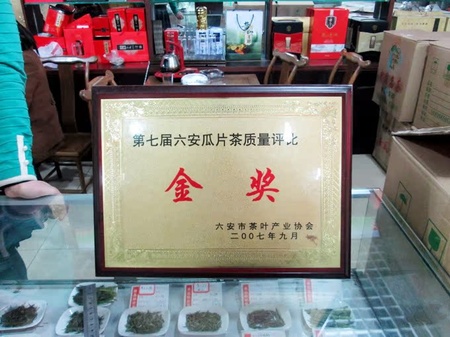 第七届六安瓜片茶质量评比
金奖
六安市茶叶产业协会
二00七年九月